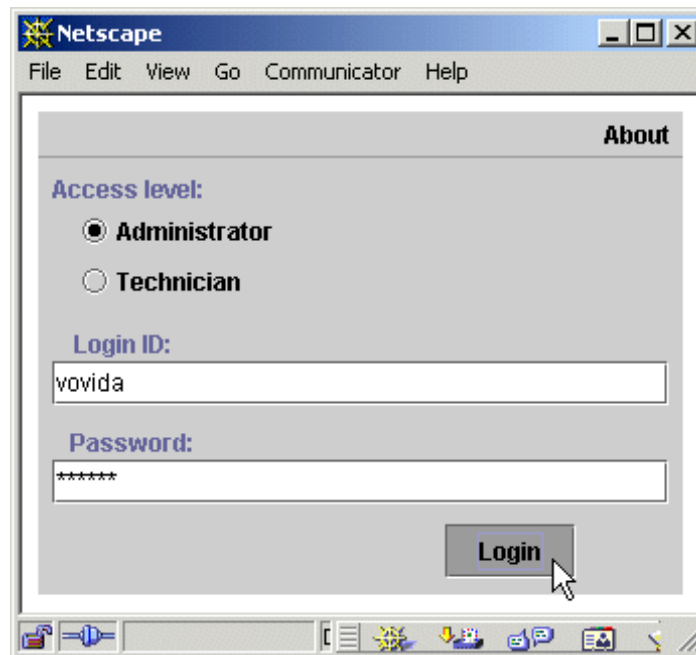 Netscape
File Edit View Go Communicator Help
About
Access level:
Administrator
Technician
Login ID:
vovida
Password:
******
Login